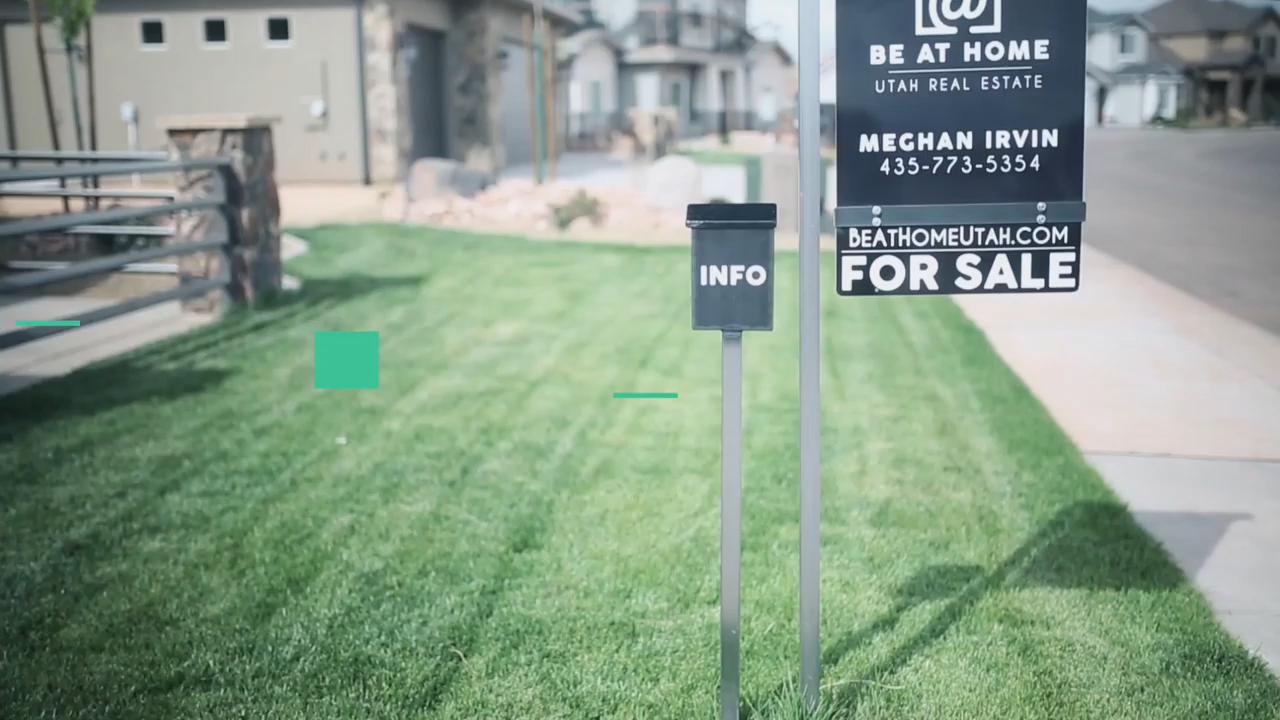 @
BE AT HOME
UTAH REAL ESTATE
MEGHAN IRVIN
435-773-5354
BEATHOMEUTAH.COM
FOR SALE
INFO